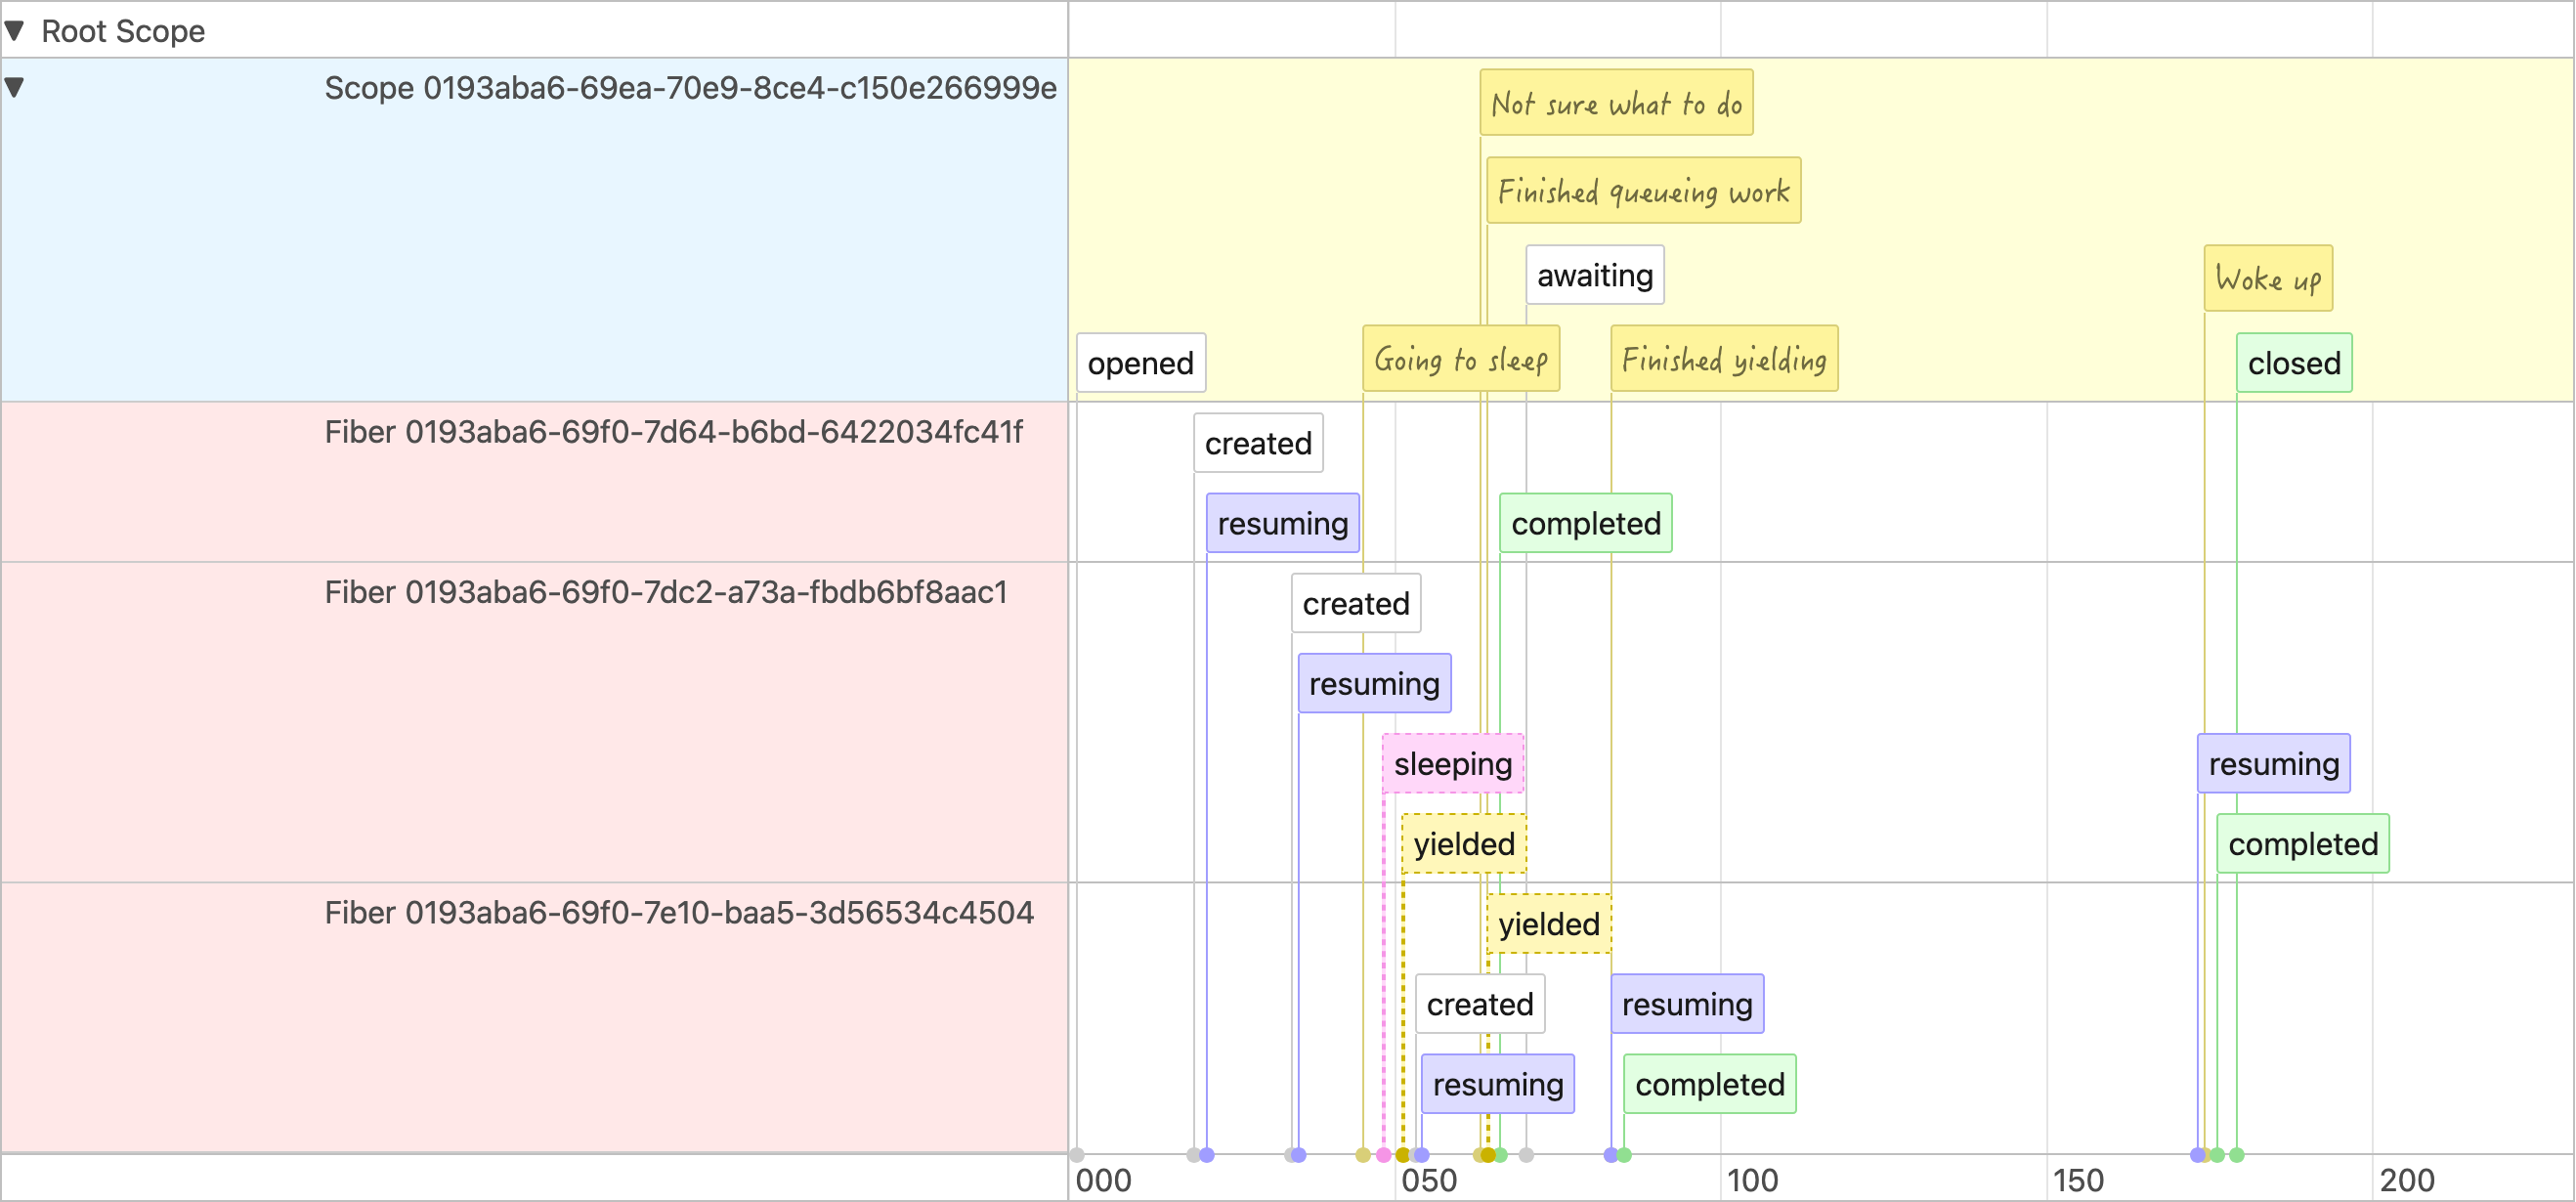 Root Scope
Scope 0193aba6-69ea-70e9-8ce4-c150e266999e
Not sure what to do
Finished queueing work
awaiting
Woke up
opened
Going to sleep
Finished yielding
closed
Fiber 0193aba6-69f0-7d64-b6bd-6422034fc41f
created
resuming
completed
Fiber 0193aba6-69f0-7dc2-a73a-fbdb6bf8aac1
created
resuming
sleeping
resuming
yielded
completed
Fiber 0193aba6-69f0-7e10-baa5-3d56534c4504
yielded
created
resuming
resuming
completed
000
050
100
150
200